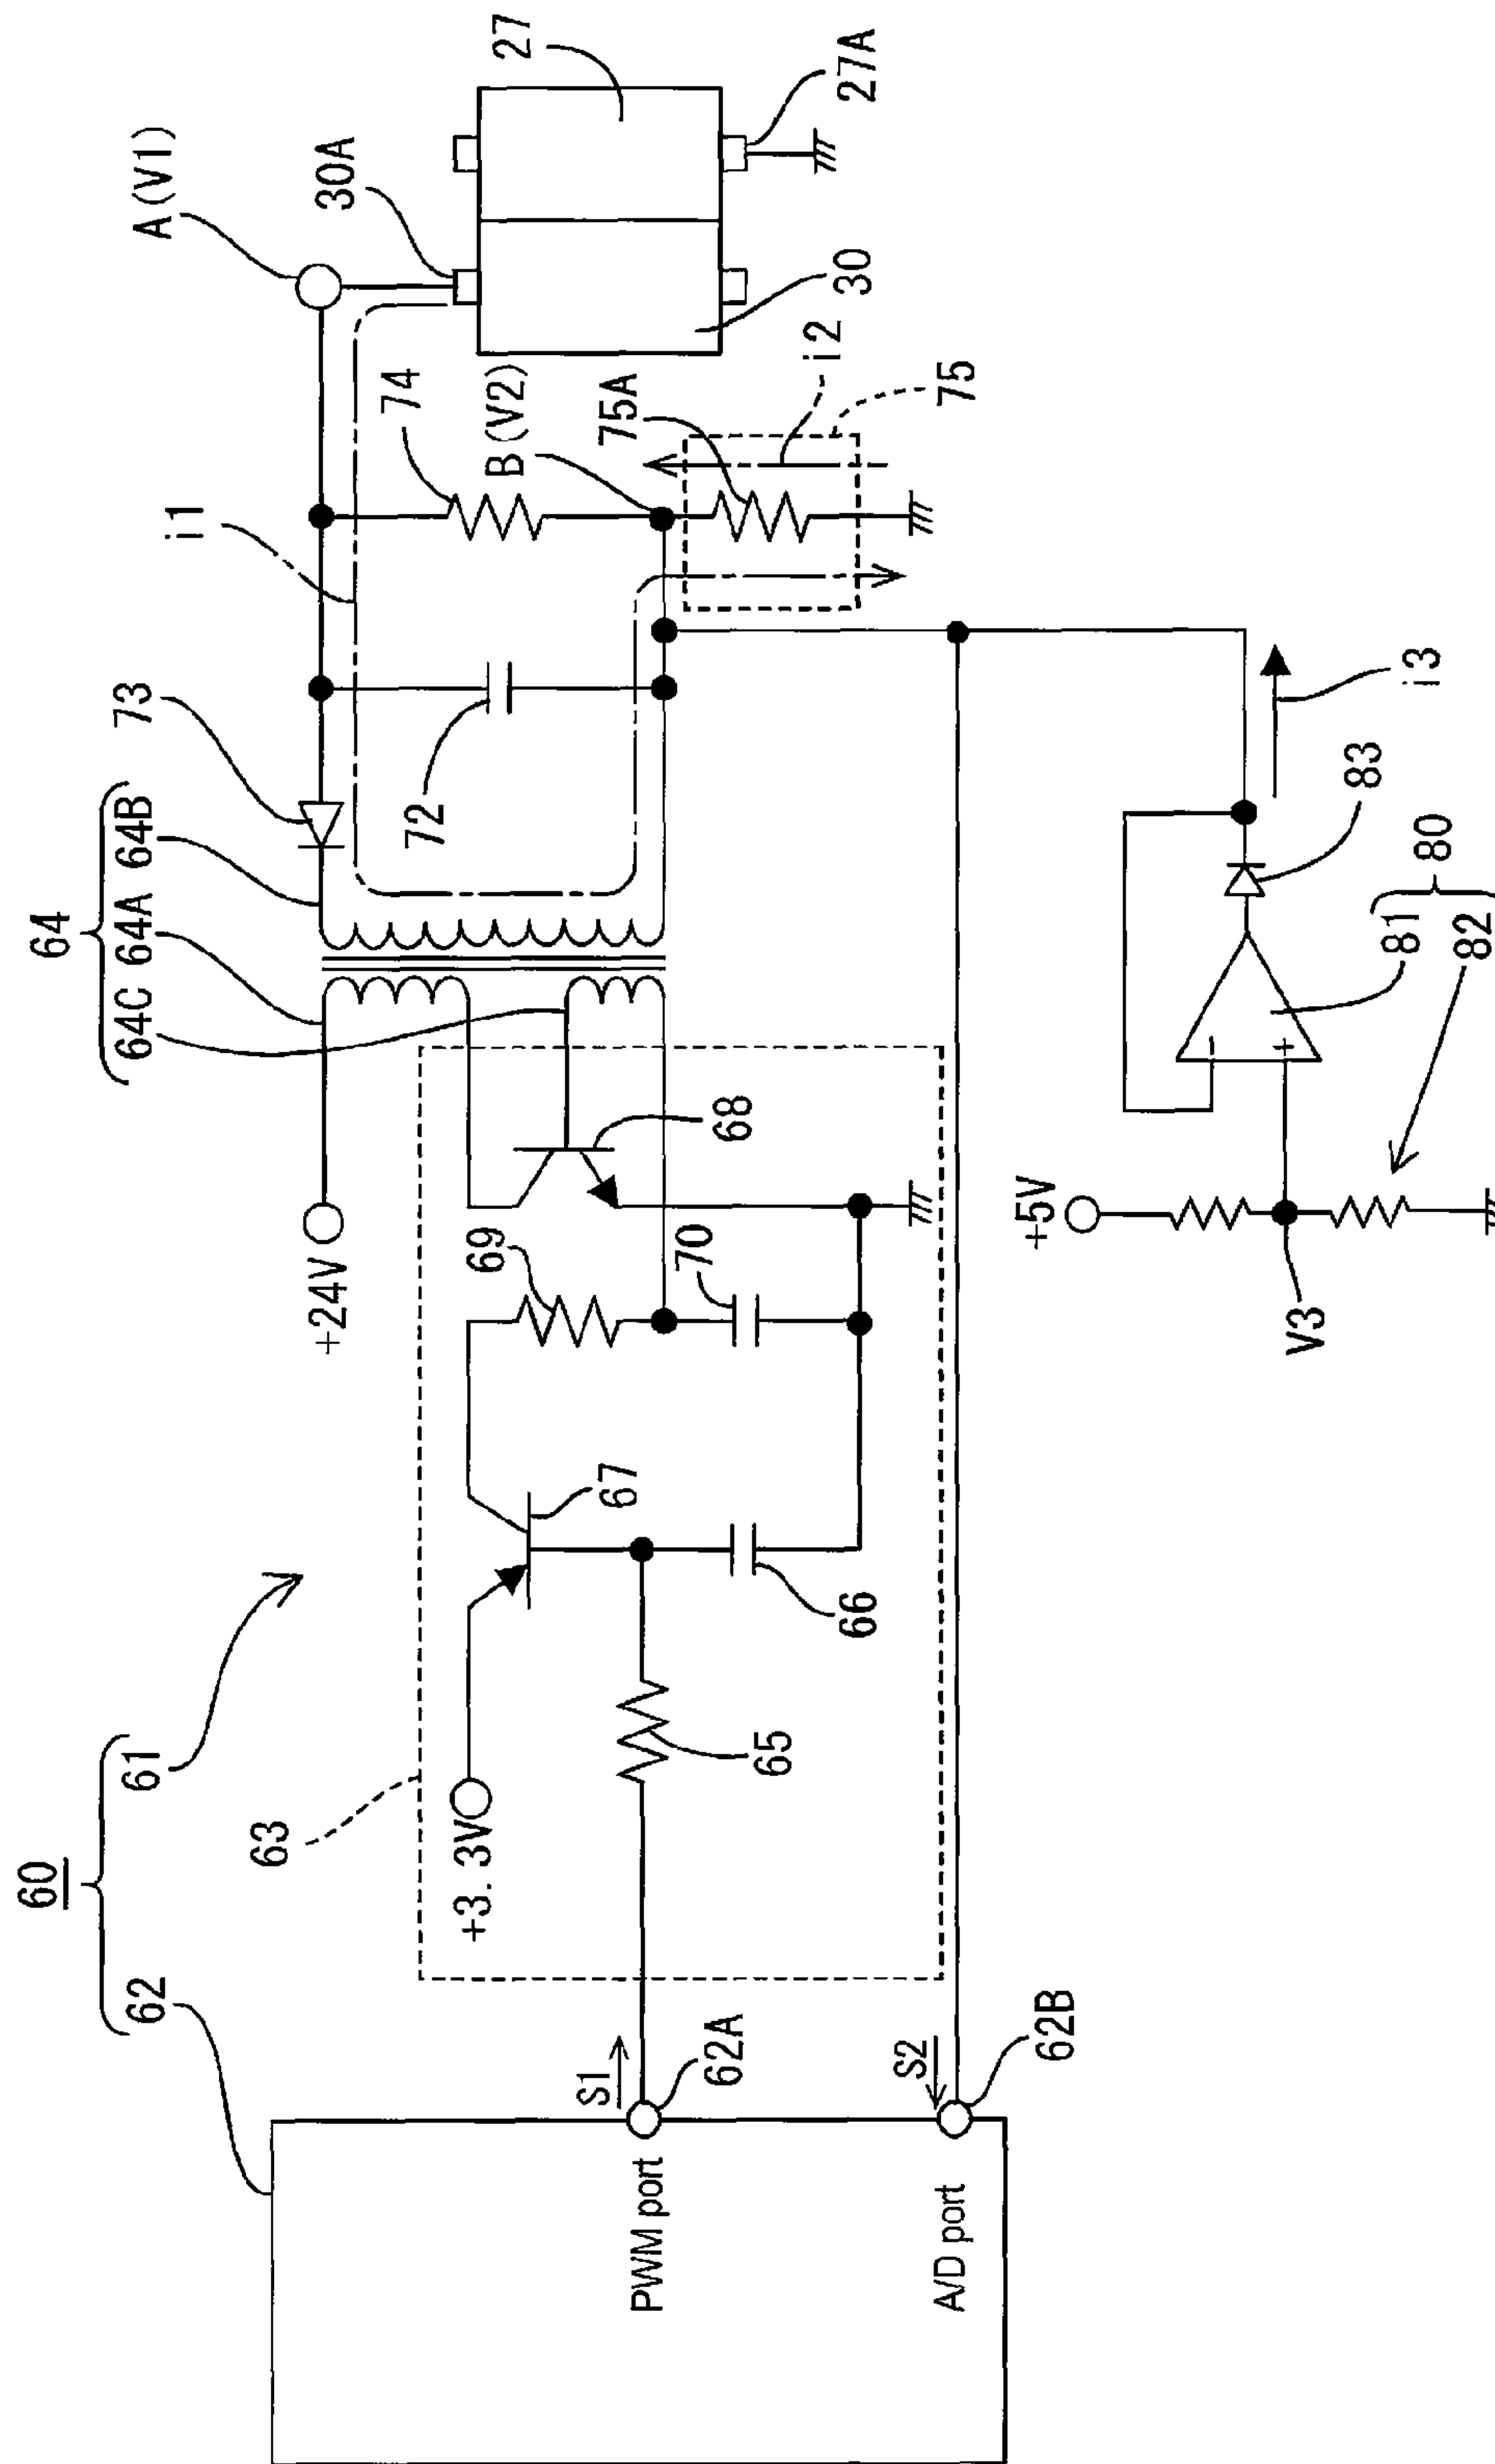 60
62
61
63
64
64C 64A 64B
73
i1
A(V1)
30A
27
+24V
+3.3V
69
67
68
72
74
B(V2)
75A
i2
30
27A
75
S1
PWM port
62A
65
66
70
S2
A/D port
62B
+5V
V3
81
82
80
83
i3